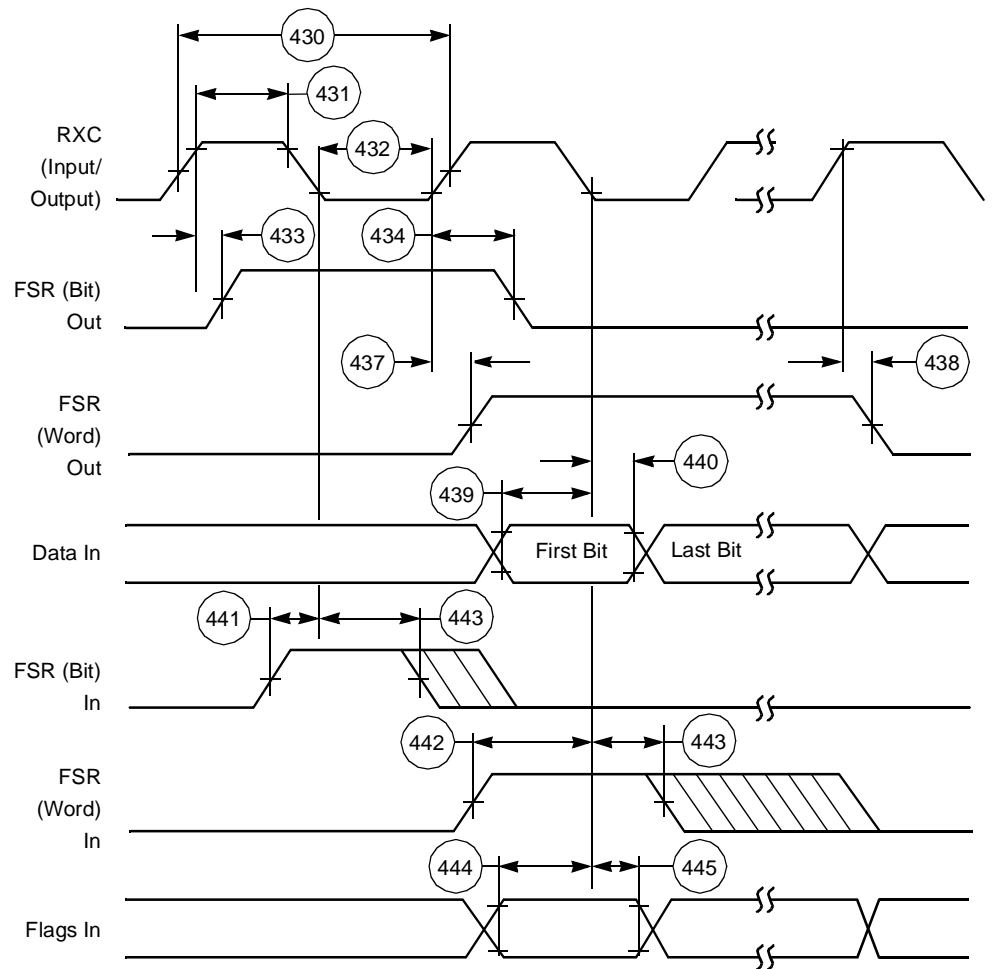 430
431
RXC
(Input/
Output)
432
433
434
FSR (Bit)
Out
437
438
FSR
(Word)
Out
439
440
Data In
First Bit
Last Bit
441
443
FSR (Bit)
In
442
443
FSR
(Word)
In
444
445
Flags In